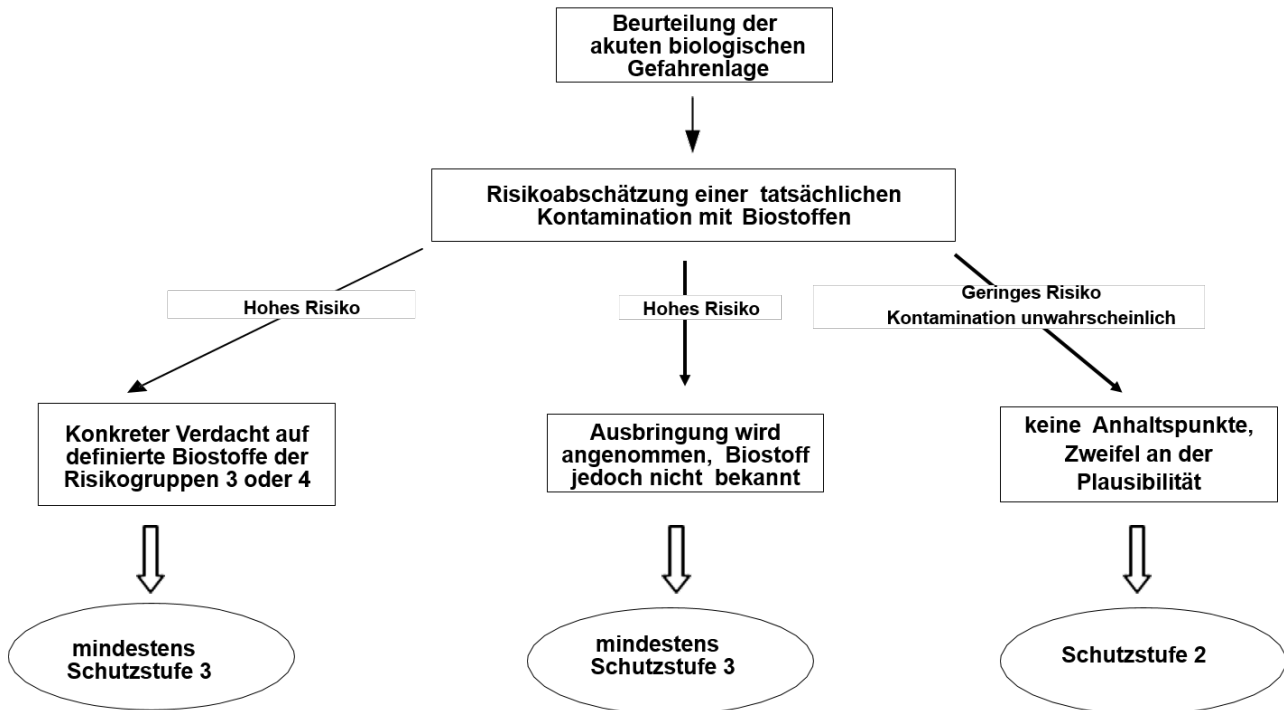 Beurteilung der
akuten biologischen
Gefahrenlage
Risikoabschätzung einer tatsächlichen
Kontamination mit Biostoffen
Hohes Risiko
Hohes Risiko
Geringes Risiko
Kontamination unwahrscheinlich
Konkreter Verdacht auf
definierte Biostoffe der
Risikogruppen 3 oder 4
Ausbringung wird
angenommen, Biostoff
jedoch nicht bekannt
keine Anhaltspunkte,
Zweifel an der
Plausibilität
mindestens
Schutzstufe 3
mindestens
Schutzstufe 3
Schutzstufe 2